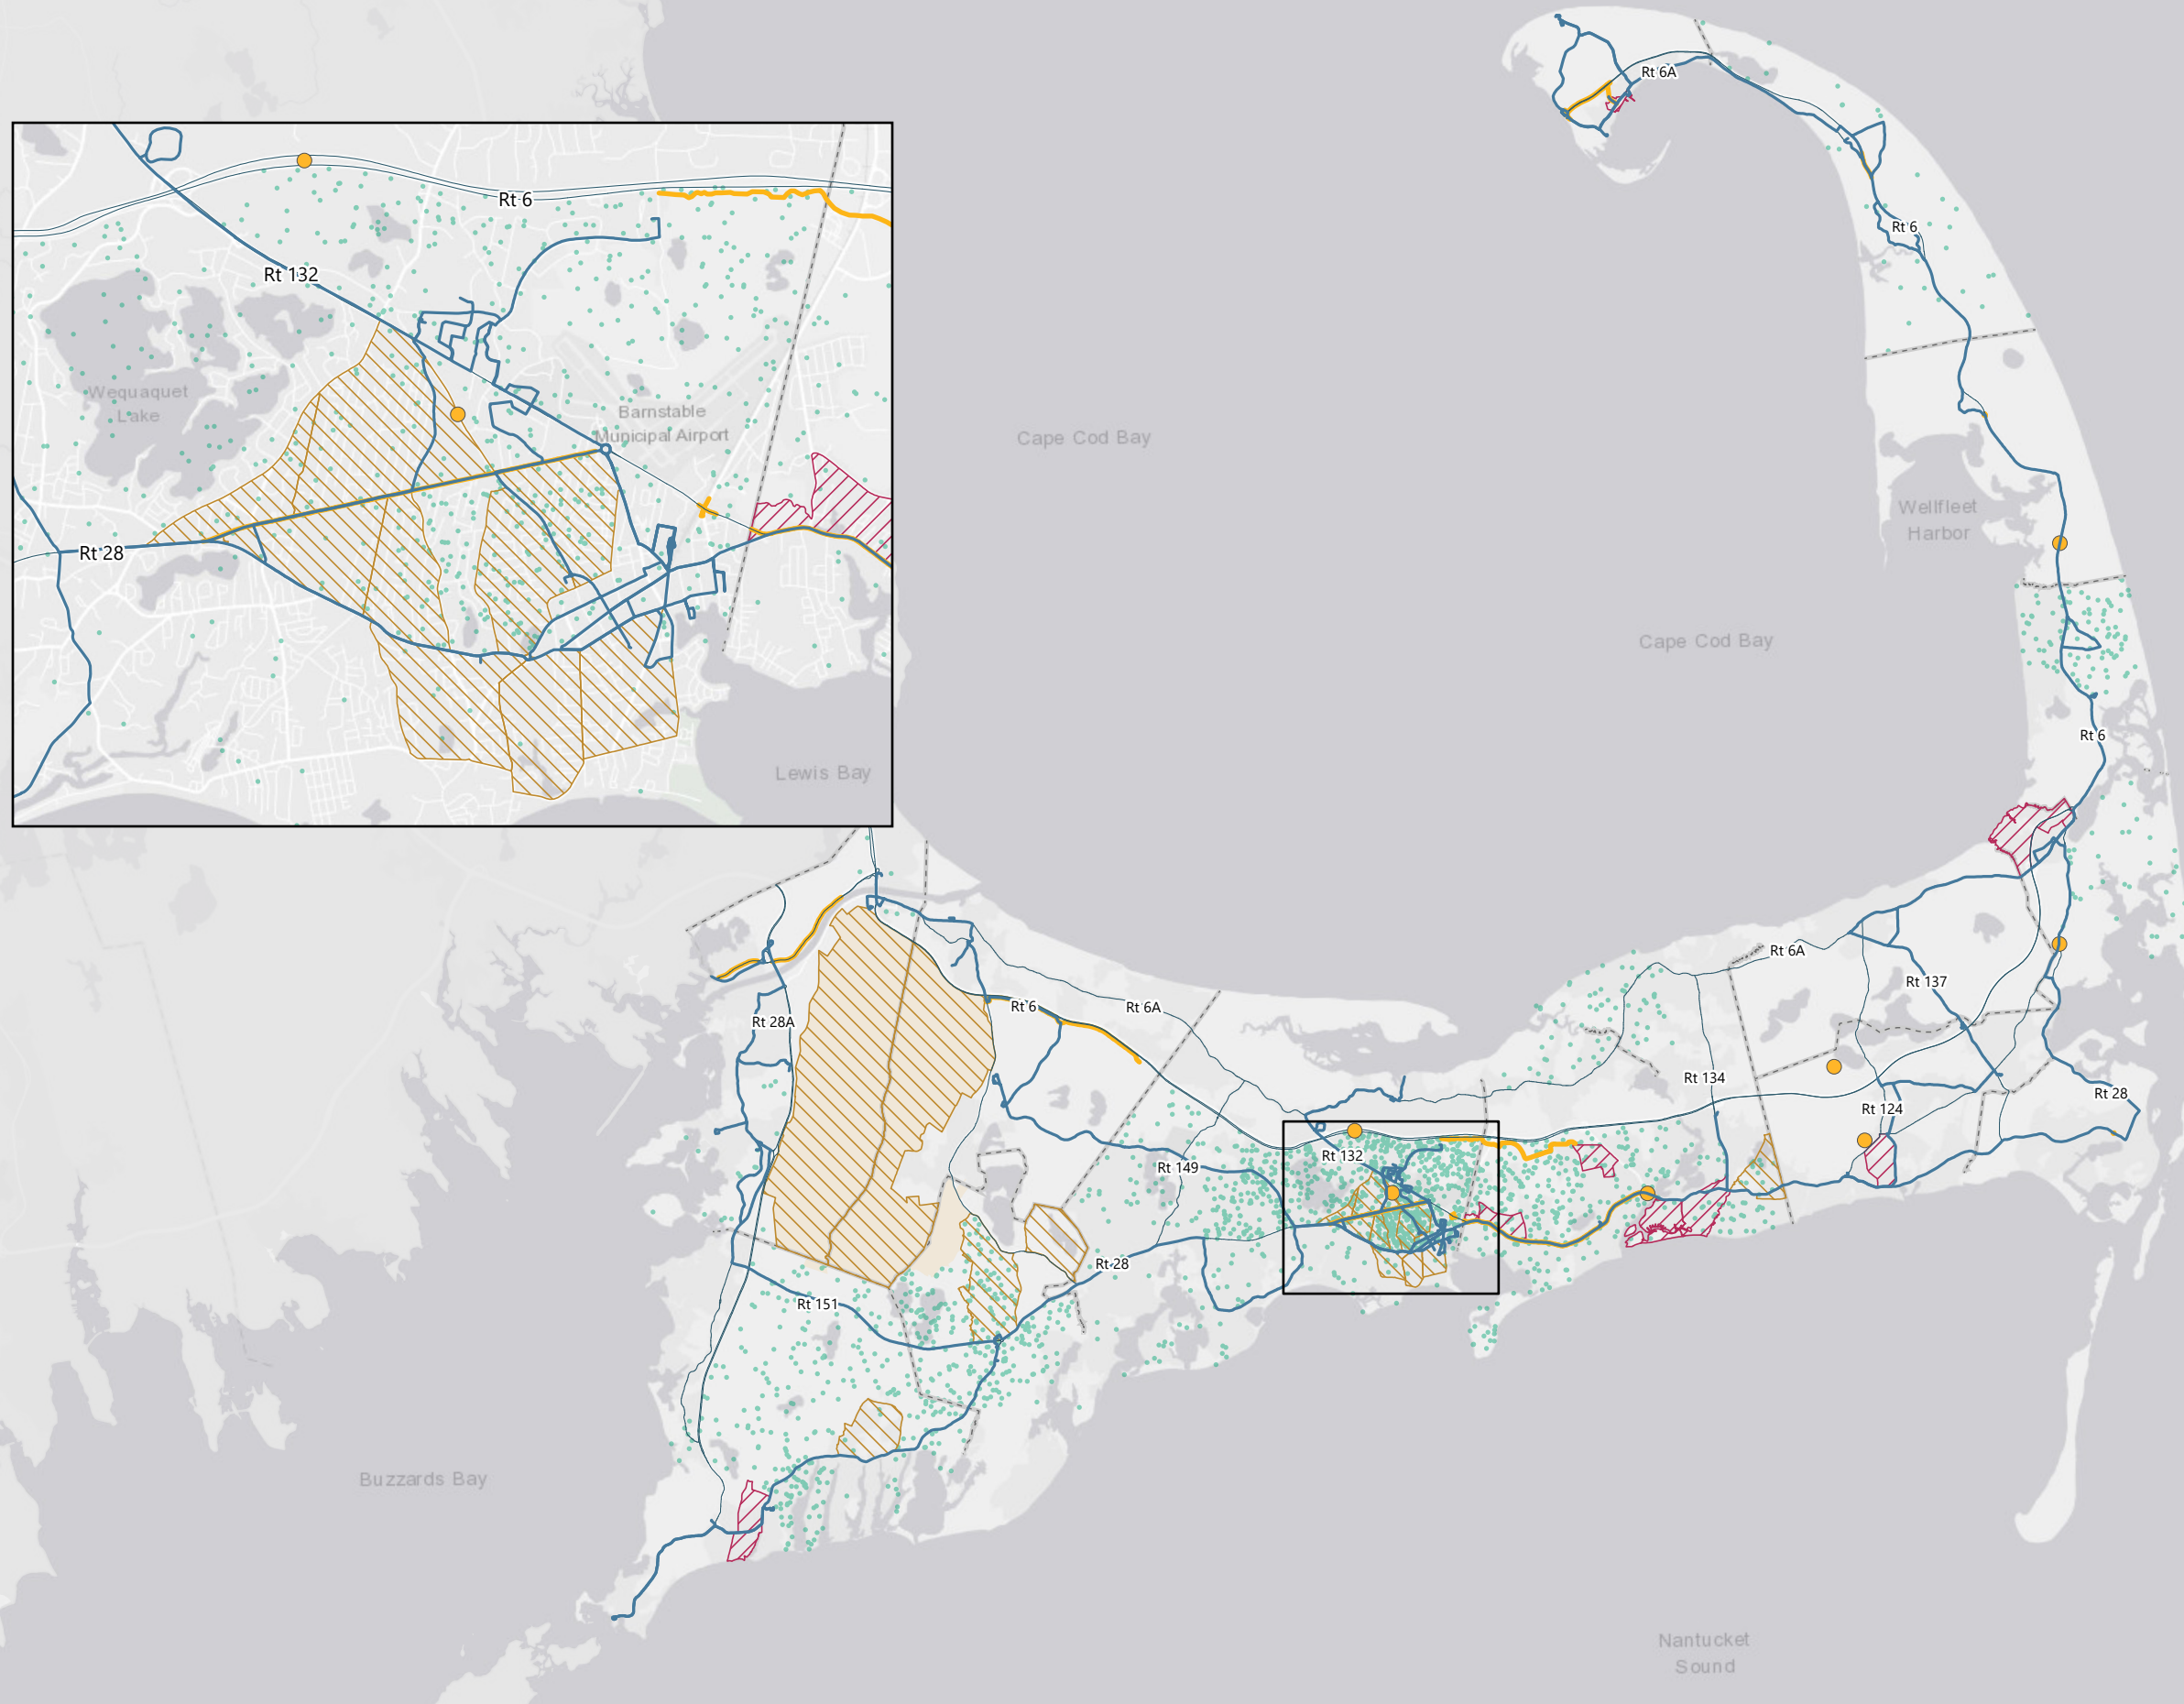 Rt 6A
Rt 6
Rt 6
Rt 132
Wequaquet
Lake
Barnstable
Municipal Airport
Rt 28
Lewis Bay
Cape Cod Bay
Wellfleet
Harbor
Cape Cod Bay
Rt 6
Rt 6A
Rt 137
Rt 6
Rt 6A
Rt 28A
Rt 134
Rt 28
Rt 124
Rt 132
Rt 149
Rt 28
Rt 151
Buzzards Bay
Nantucket
Sound